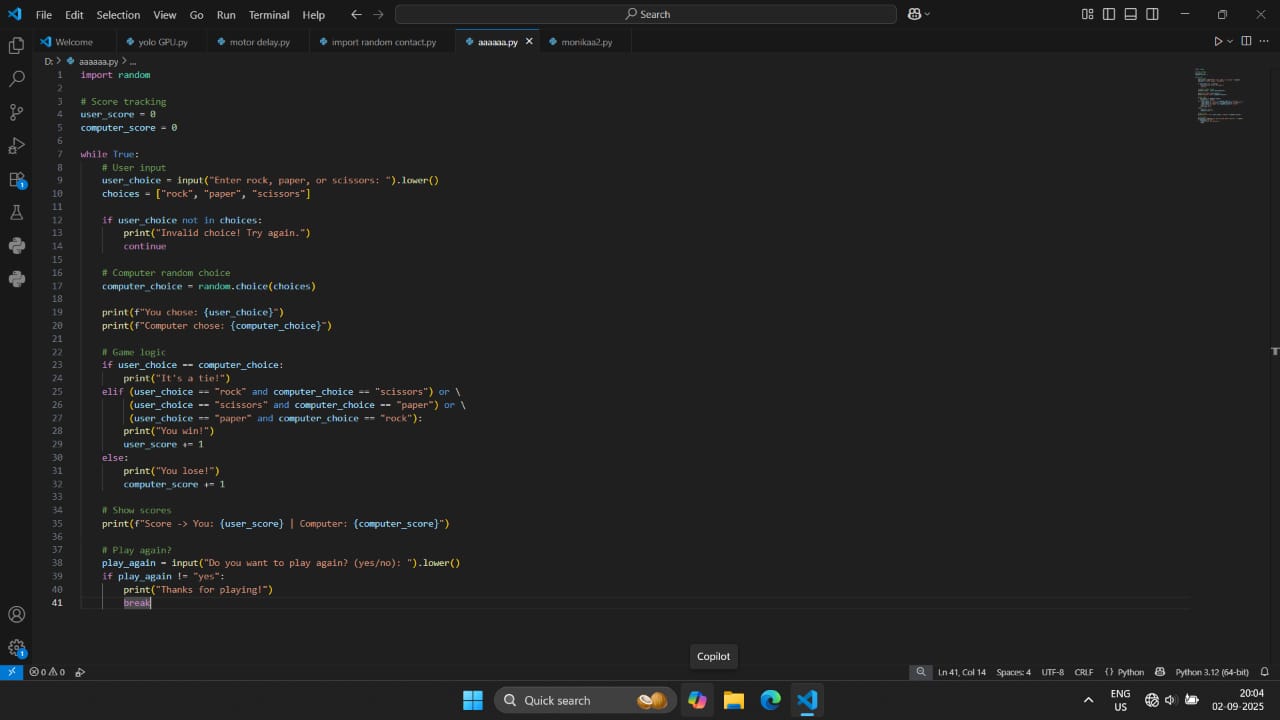 File Edit Selection View Go Run Terminal Help Search
Welcome yolo GPU.py motor delay.py import random contact.py aaaaaa.py monikaa2.py
D: > aaaaaa.py > ...
1 import random
2
3 # Score tracking
4 user_score = 0
5 computer_score = 0
6
7 while True:
8 # User input
9 user_choice = input("Enter rock, paper, or scissors: ").lower()
10 choices = ["rock", "paper", "scissors"]
11
12 if user_choice not in choices:
13 print("Invalid choice! Try again.")
14 continue
15
16 # Computer random choice
17 computer_choice = random.choice(choices)
18
19 print(f"You chose: {user_choice}")
20 print(f"Computer chose: {computer_choice}")
21
22 # Game logic
23 if user_choice == computer_choice:
24 print("It's a tie!")
25 elif (user_choice == "rock" and computer_choice == "scissors") or \
26 (user_choice == "scissors" and computer_choice == "paper") or \
27 (user_choice == "paper" and computer_choice == "rock"):
28 print("You win!")
29 user_score += 1
30 else:
31 print("You lose!")
32 computer_score += 1
33
34 # Show scores
35 print(f"Score -> You: {user_score} | Computer: {computer_score}")
36
37 # Play again?
38 play_again = input("Do you want to play again? (yes/no): ").lower()
39 if play_again != "yes":
40 print("Thanks for playing!")
41 break
Copilot
0 0 Ln 41, Col 14 Spaces: 4 UTF-8 CRLF {} Python Python 3.12 (64-bit)
Quick search ENG US 20:04 02-09-2025